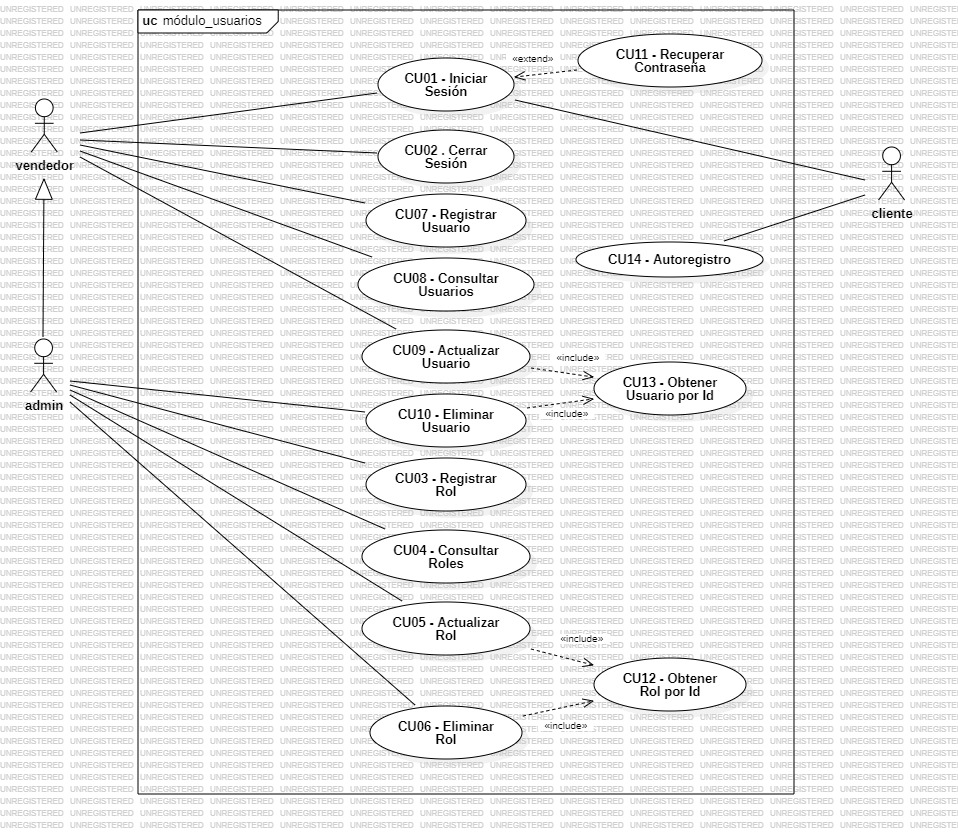 uc módulo_usuarios
CU01 - Iniciar
Sesión
«extend»
CU11 - Recuperar
Contraseña
vendedor
CU02 . Cerrar
Sesión
cliente
CU07 - Registrar
Usuario
CU14 - Autoregistro
CU08 - Consultar
Usuarios
admin
CU09 - Actualizar
Usuario
«include»
CU13 - Obtener
Usuario por Id
CU10 - Eliminar
Usuario
«include»
CU03 - Registrar
Rol
CU04 - Consultar
Roles
CU05 - Actualizar
Rol
«include»
CU12 - Obtener
Rol por Id
CU06 - Eliminar
Rol
«include»
UNREGISTERED